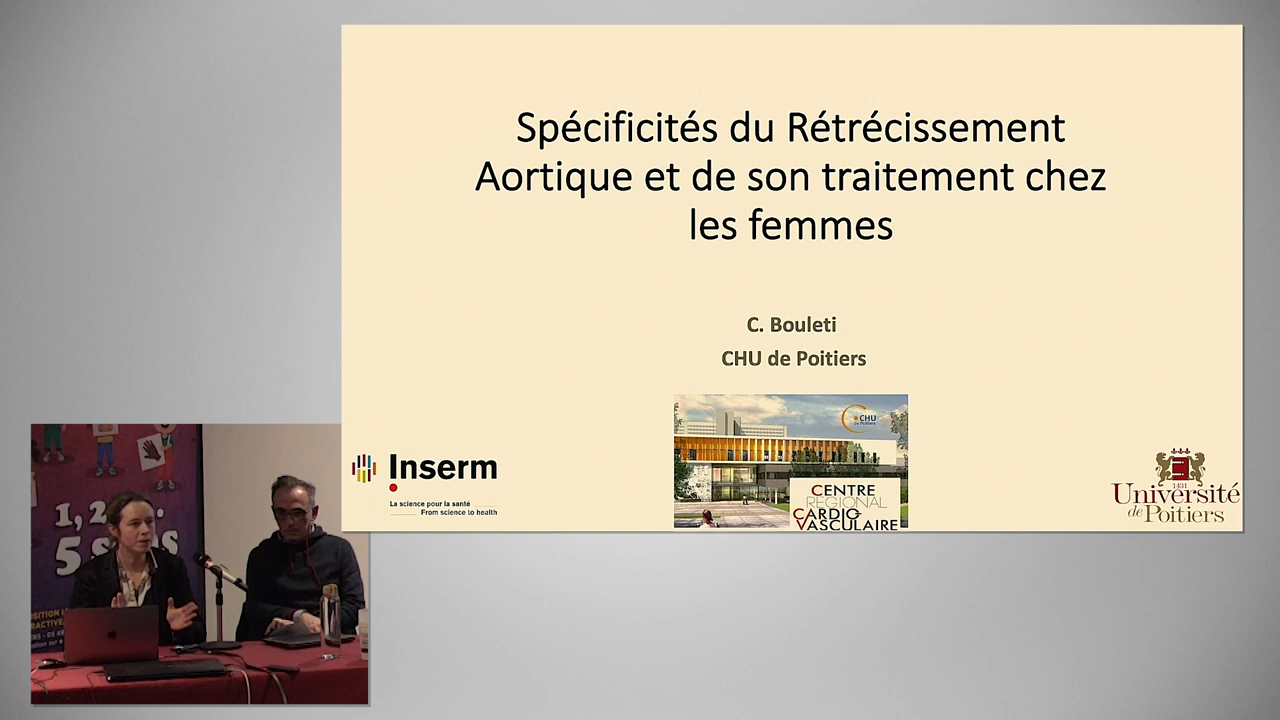 Spécificités du Rétrécissement
Aortique et de son traitement chez
les femmes
C. Bouleti
CHU de Poitiers
CHU
de Poitiers
Inserm
La science pour la santé
From science to health
CENTRE
RÉGIONAL
CARDIO
VASCULAIRE
1431
Université
de Poitiers
1, 2
5 s